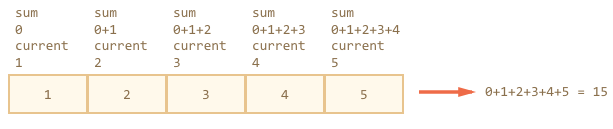 sum sum sum sum sum
0 0+1 0+1+2 0+1+2+3 0+1+2+3+4
current current current current current
1 2 3 4 5
1 2 3 4 5 0+1+2+3+4+5 = 15